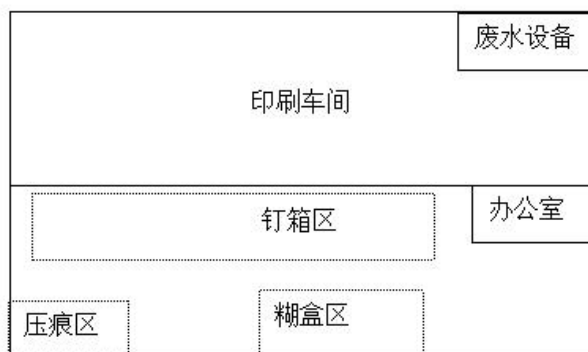 废水设备
印刷车间
钉箱区
办公室
压痕区
糊盒区